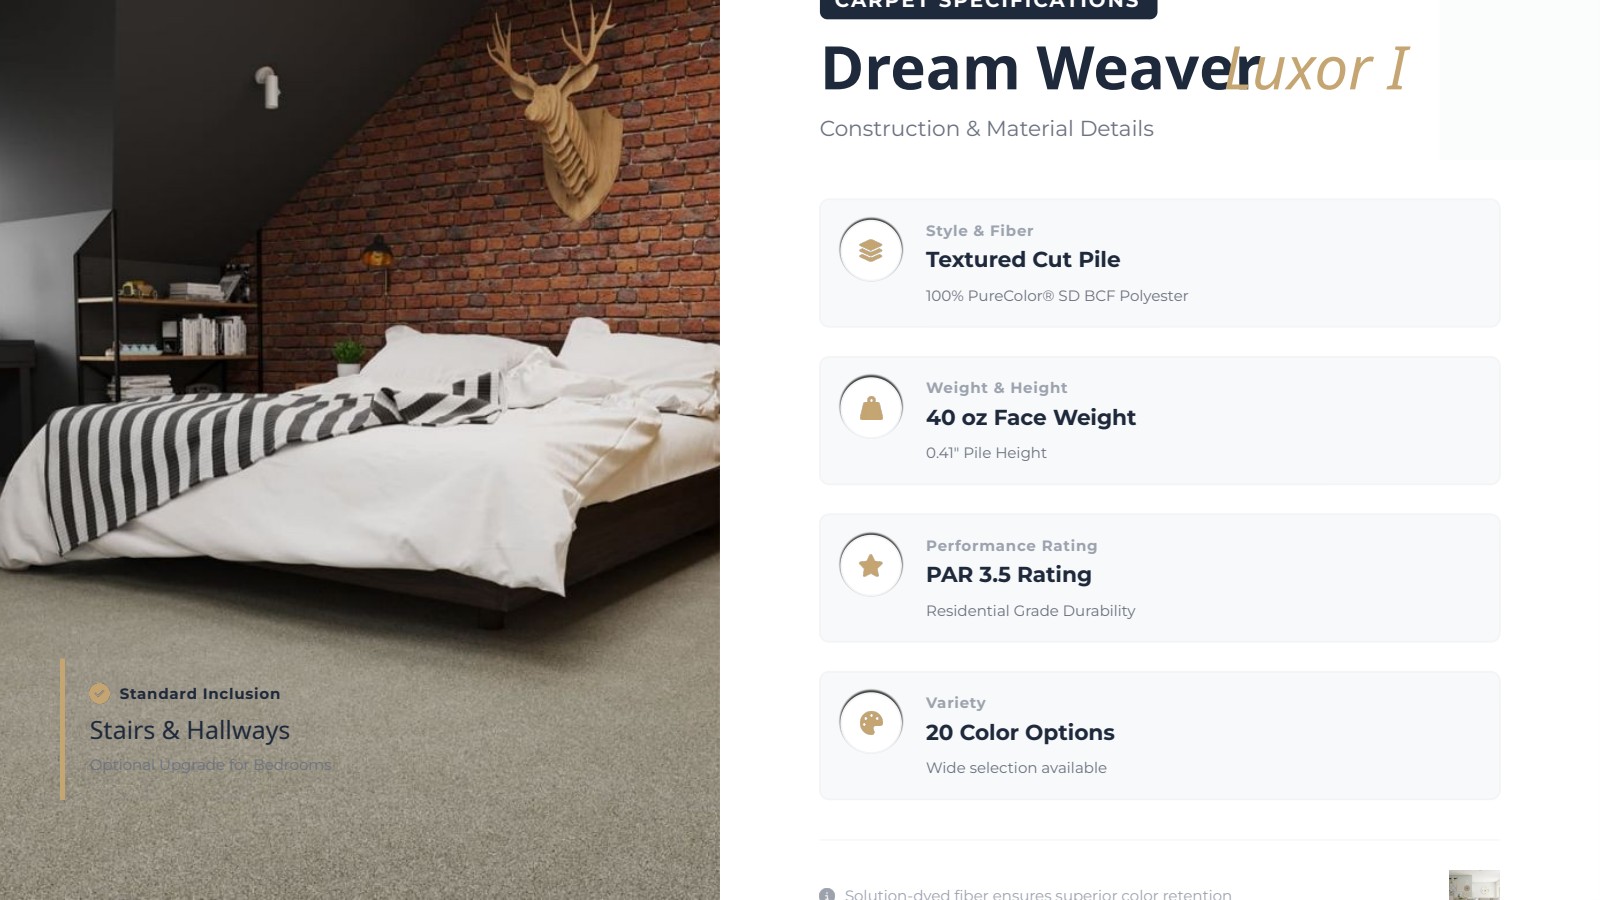 CARPET SPECIFICATIONS
Dream Weaver Luxor I
Construction & Material Details
Style & Fiber
Textured Cut Pile
100% PureColor® SD BCF Polyester
Weight & Height
40 oz Face Weight
0.41" Pile Height
Performance Rating
PAR 3.5 Rating
Residential Grade Durability
Variety
20 Color Options
Wide selection available
Solution-dyed fiber ensures superior color retention
Standard Inclusion
Stairs & Hallways
Optional Upgrade for Bedrooms